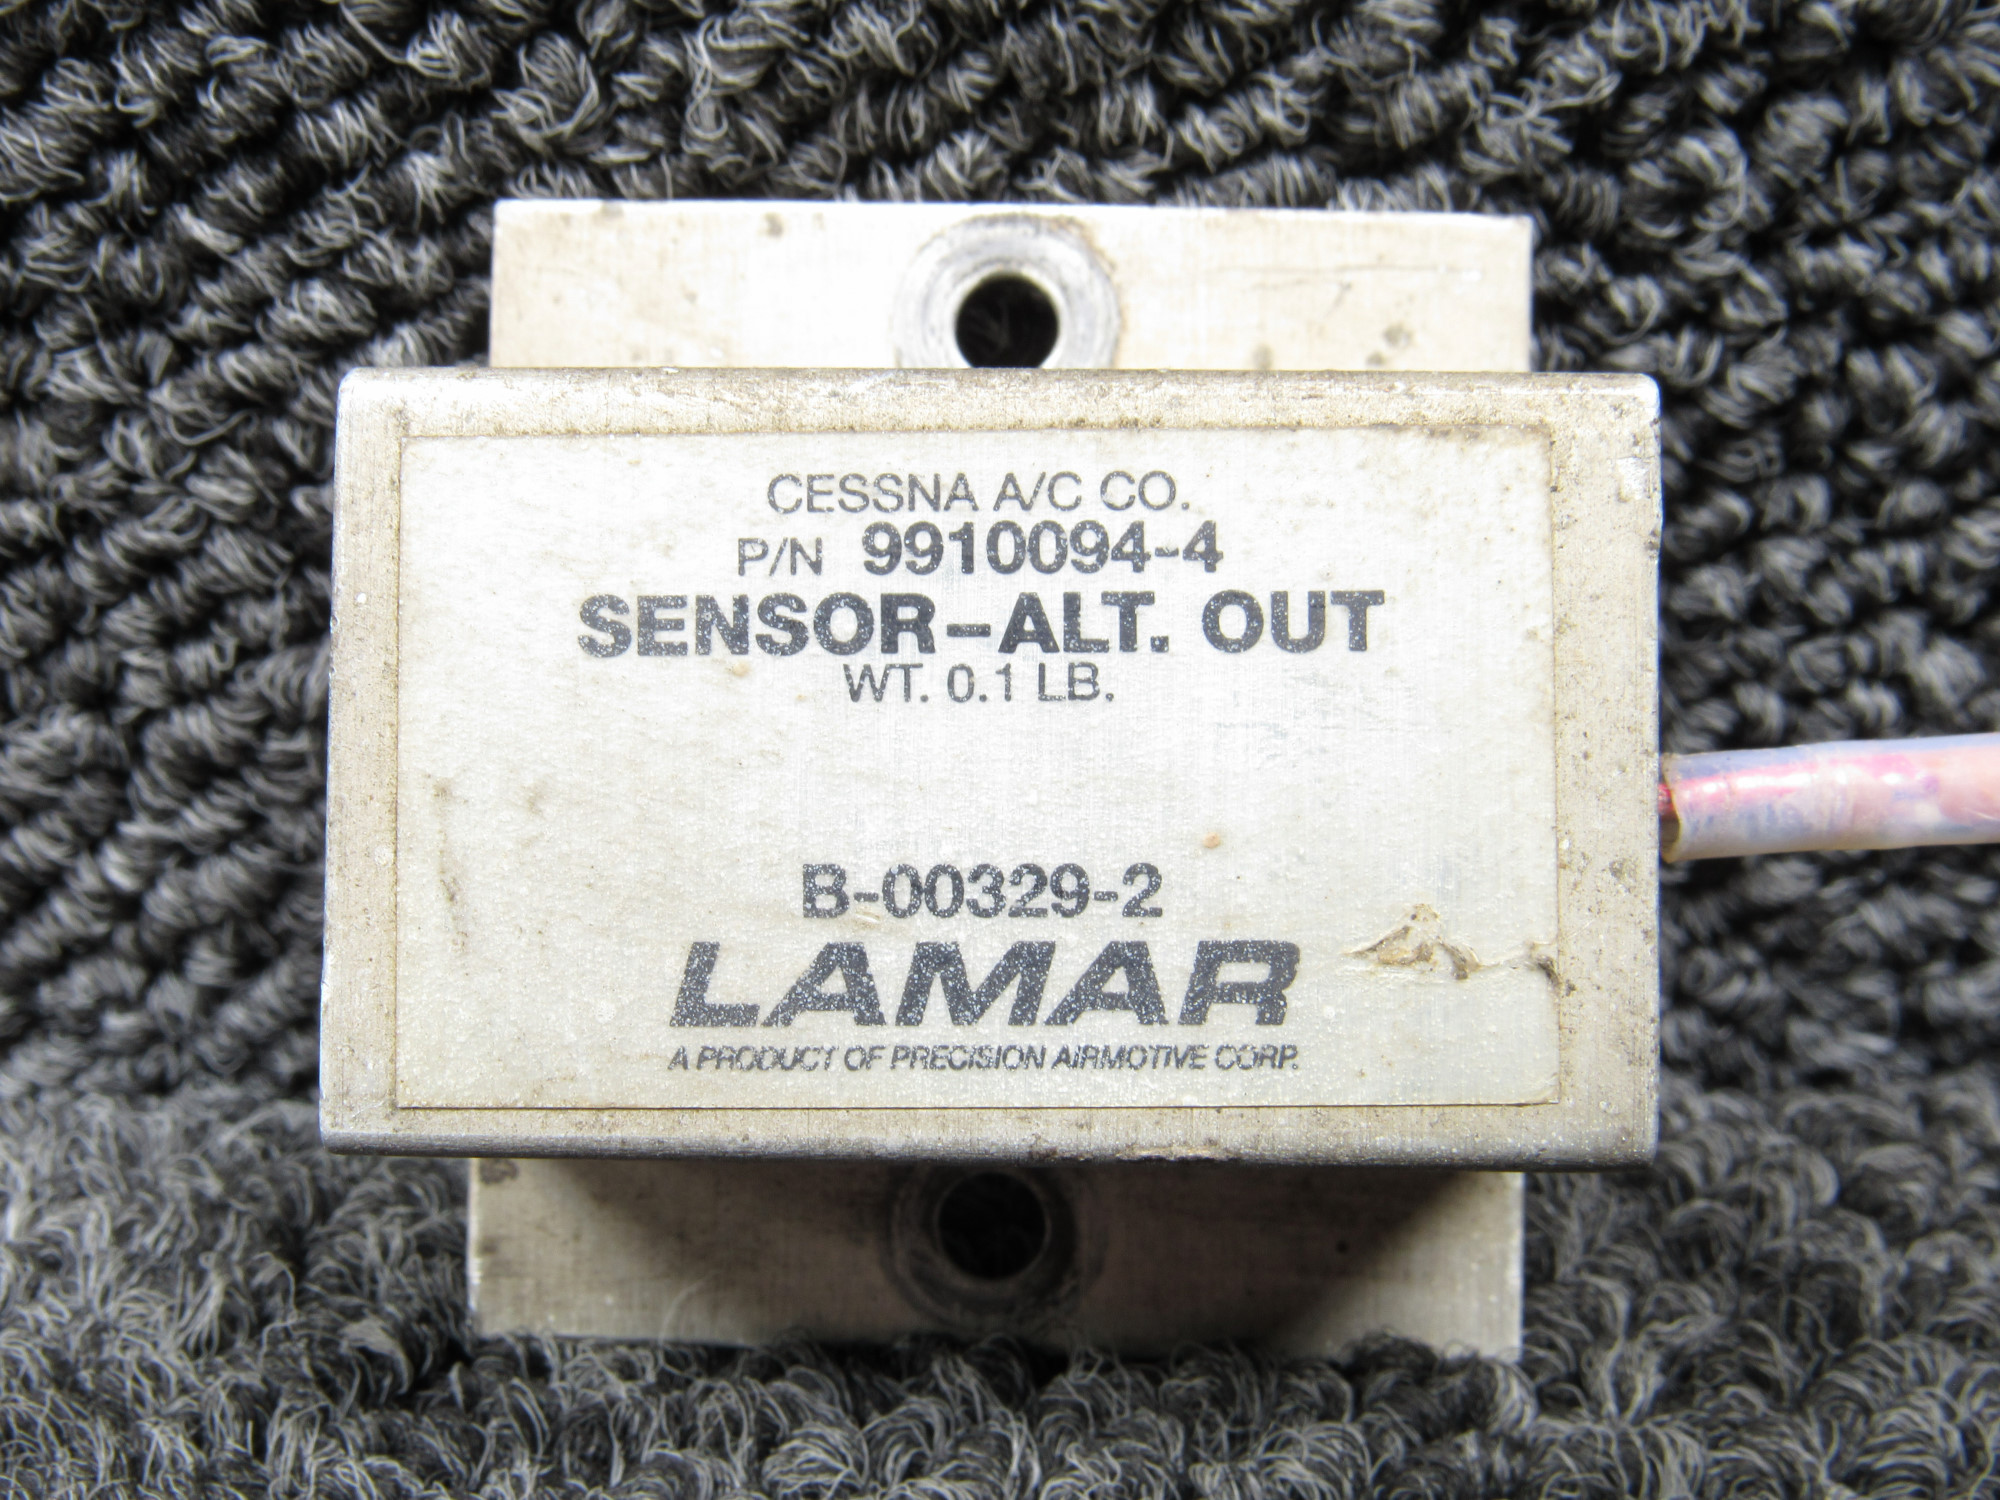 CESSNA A/C CO.
P/N 9910094-4
SENSOR-ALT. OUT
WT. 0.1 LB.
B-00329-2
LAMAR
A PRODUCT OF PRECISION AIRMOTIVE CORP.